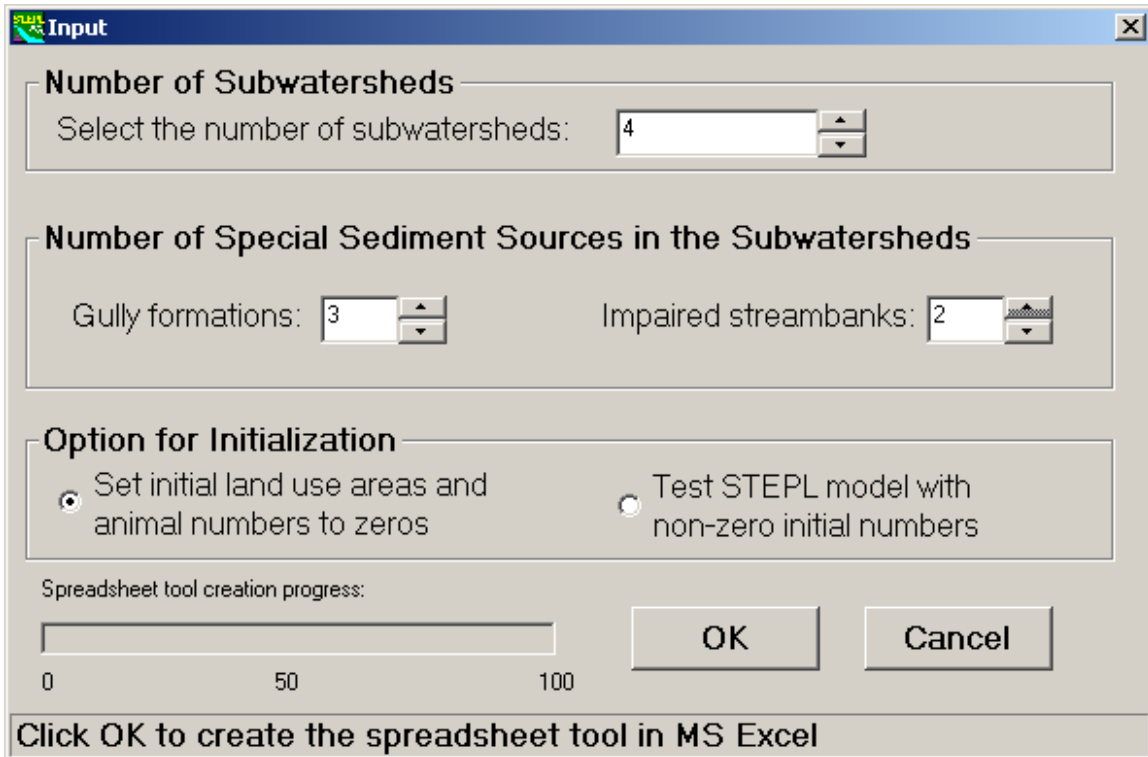 Input
Number of Subwatersheds
Select the number of subwatersheds: 4
Number of Special Sediment Sources in the Subwatersheds
Gully formations: 3 Impaired streambanks: 2
Option for Initialization
Set initial land use areas and
animal numbers to zeros
Test STEPL model with
non-zero initial numbers
Spreadsheet tool creation progress:
0 50 100
OK Cancel
Click OK to create the spreadsheet tool in MS Excel